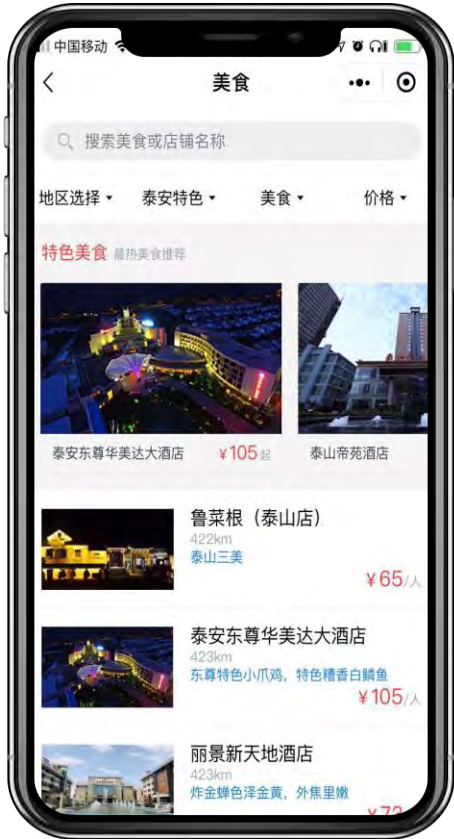 中国移动
美食
搜索美食或店铺名称
地区选择 泰安特色 美食 价格
特色美食 最热美食推荐
泰安东尊华美达大酒店 ¥105起 泰山帝苑酒店
鲁菜根（泰山店）
422km
泰山三美
¥65/人
泰安东尊华美达大酒店
423km
东尊特色小爪鸡，特色糟香白鳞鱼
¥105/人
丽景新天地酒店
423km
炸金蝉色泽金黄，外焦里嫩
¥72